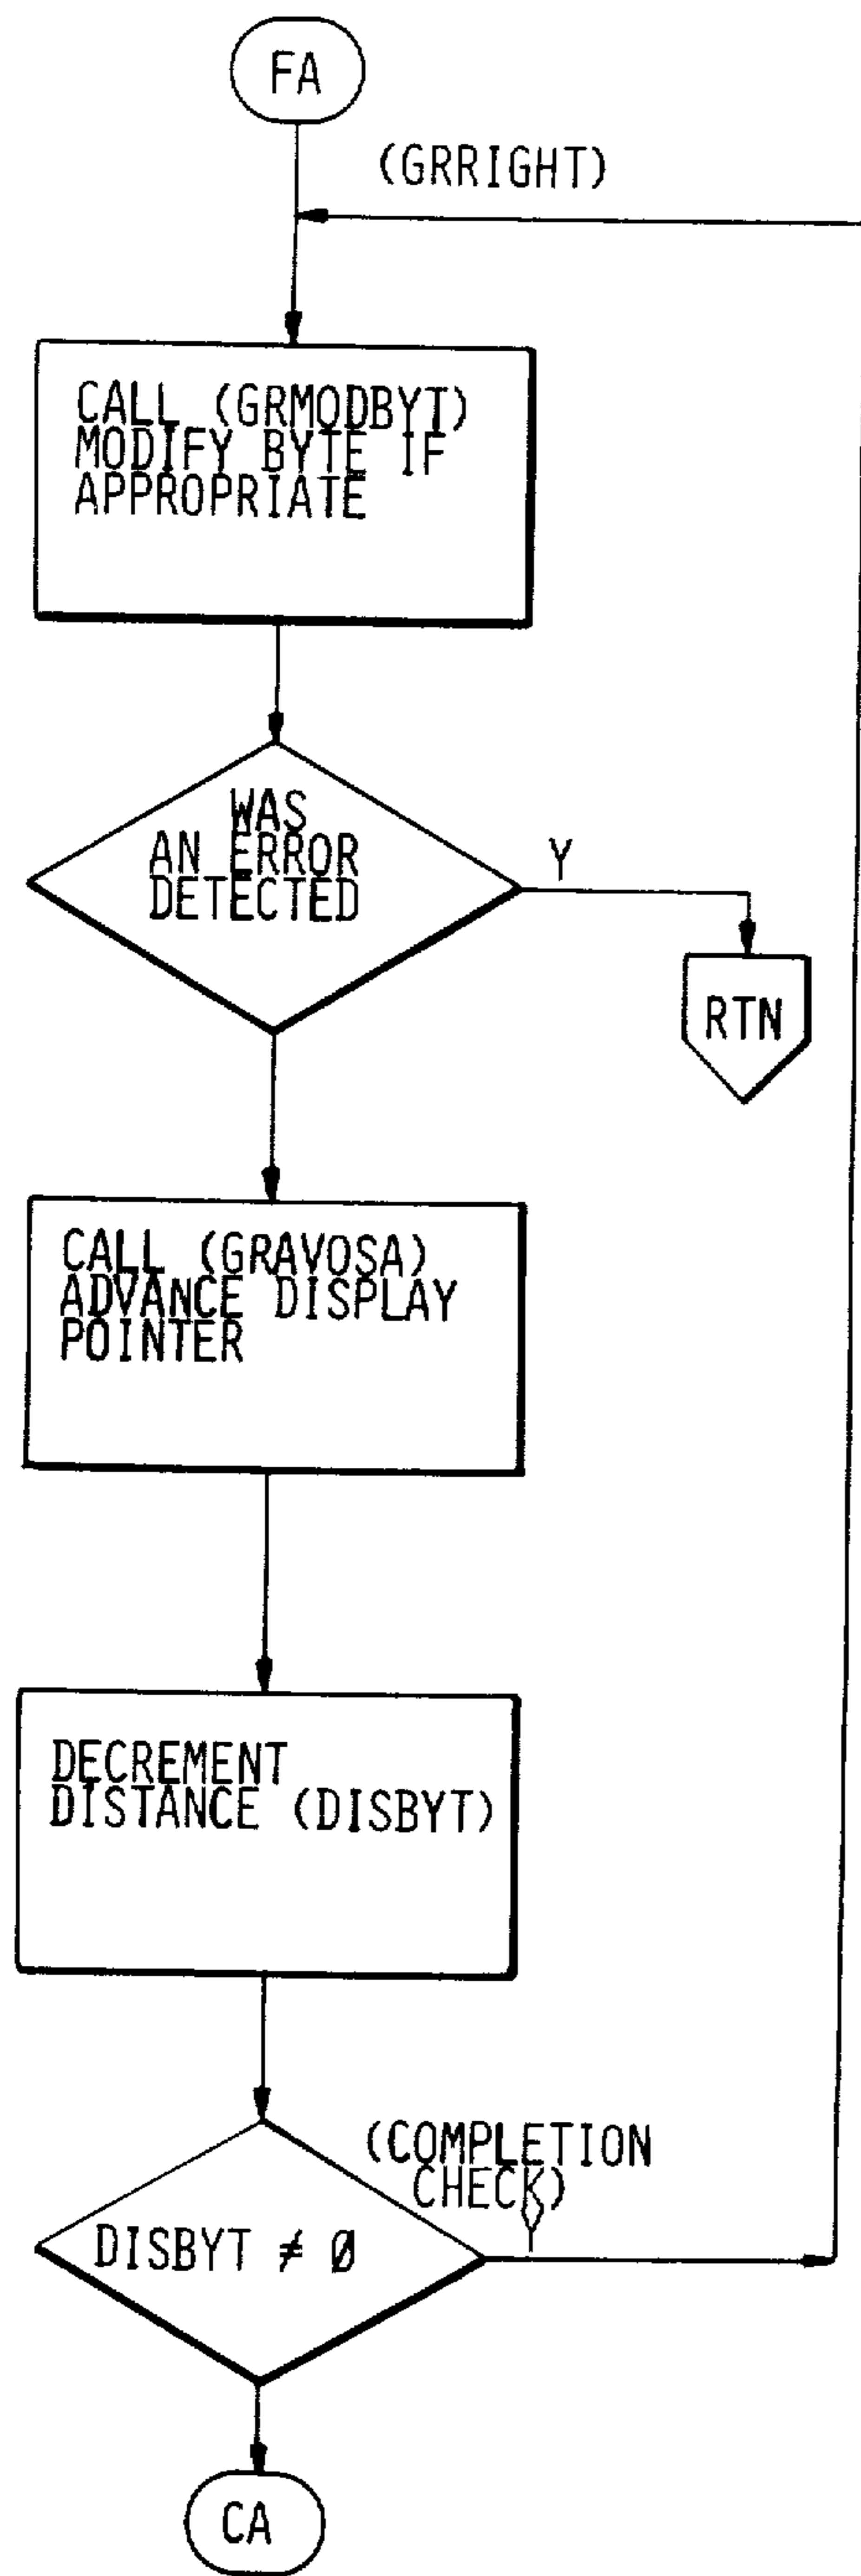 FA
(GRRIGHT)
CALL (GRMODBYT)
MODIFY BYTE IF
APPROPRIATE
WAS
AN ERROR
DETECTED
Y
RTN
CALL (GRAVOSA)
ADVANCE DISPLAY
POINTER
DECREMENT
DISTANCE (DISBYT)
(COMPLETION
CHECK)
Y
DISBYT ≠ Ø
CA